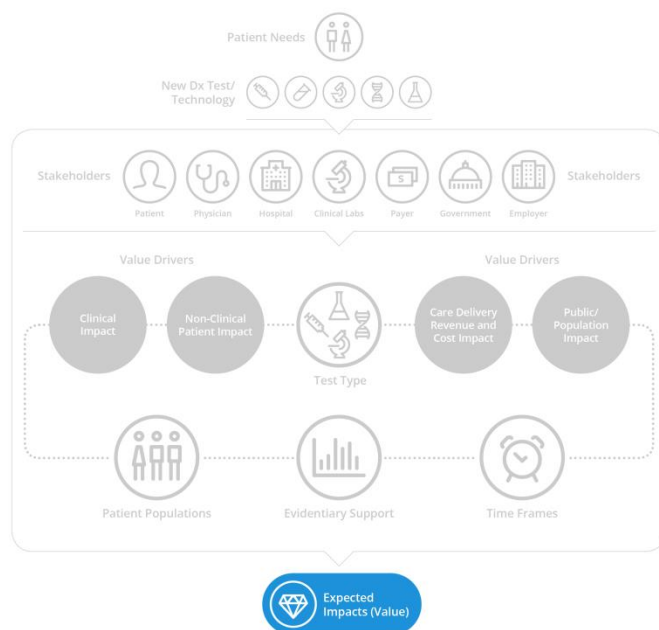 Patient Needs
New Dx Test/
Technology
Stakeholders
Stakeholders
Patient
Physician
Hospital
Clinical Labs
Payer
$
Government
Employer
Value Drivers
Value Drivers
Clinical
Impact
Non-Clinical
Patient Impact
Test Type
Care Delivery
Revenue and
Cost Impact
Public/
Population
Impact
Patient Populations
Evidentiary Support
Time Frames
Expected
Impacts (Value)